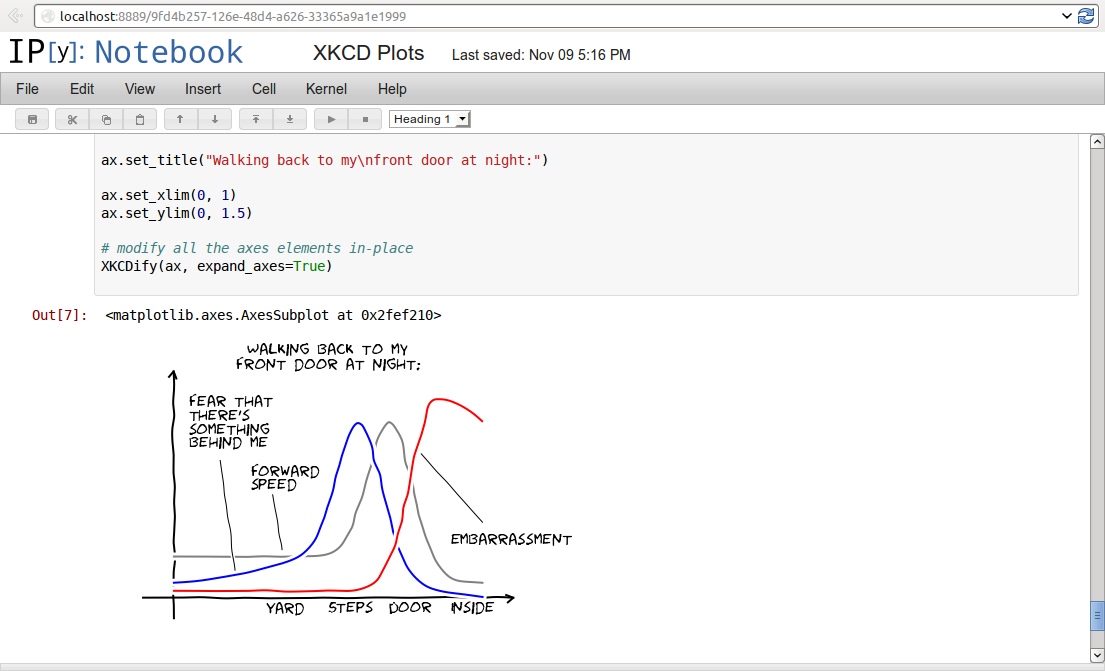 localhost:8889/9fd4b257-126e-48d4-a626-33365a9a1e1999
IP[y]: Notebook
XKCD Plots
Last saved: Nov 09 5:16 PM
File Edit View Insert Cell Kernel Help
Heading 1
ax.set_title("Walking back to my\nfront door at night:")
ax.set_xlim(0, 1)
ax.set_ylim(0, 1.5)
# modify all the axes elements in-place
XKCDify(ax, expand_axes=True)
Out[7]: <matplotlib.axes.AxesSubplot at 0x2fef210>
WALKING BACK TO MY
FRONT DOOR AT NIGHT:
FEAR THAT
THERE'S
SOMETHING
BEHIND ME
FORWARD
SPEED
EMBARRASSMENT
YARD STEPS DOOR INSIDE